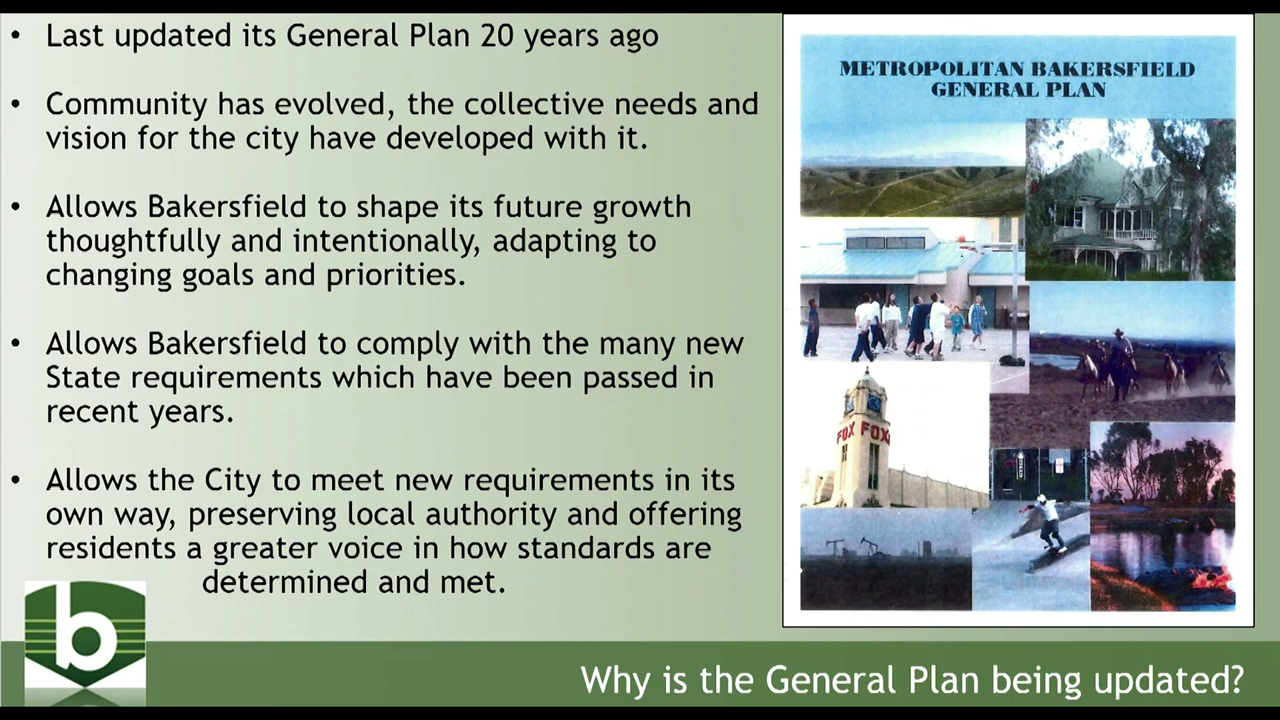 • Last updated its General Plan 20 years ago
• Community has evolved, the collective needs and
vision for the city have developed with it.
• Allows Bakersfield to shape its future growth
thoughtfully and intentionally, adapting to
changing goals and priorities.
• Allows Bakersfield to comply with the many new
State requirements which have been passed in
recent years.
• Allows the City to meet new requirements in its
own way, preserving local authority and offering
residents a greater voice in how standards are
determined and met.
METROPOLITAN BAKERSFIELD
GENERAL PLAN
FOX FOX
b
Why is the General Plan being updated?